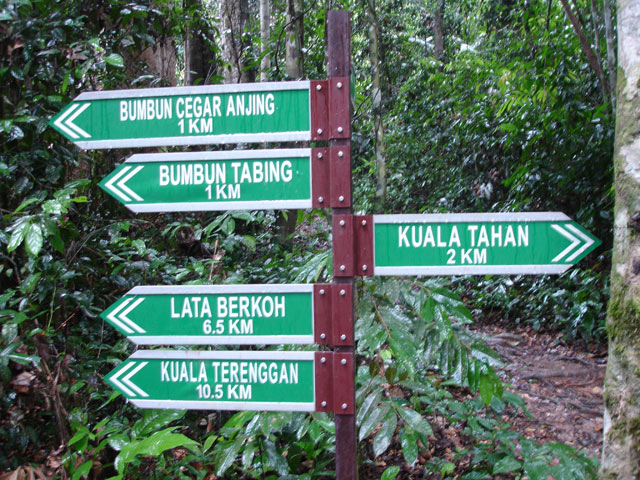 BUMBUN CEGAR ANJING
1 KM
BUMBUN TABING
1 KM
KUALA TAHAN
2 KM
LATA BERKOH
6.5 KM
KUALA TERENGGAN
10.5 KM